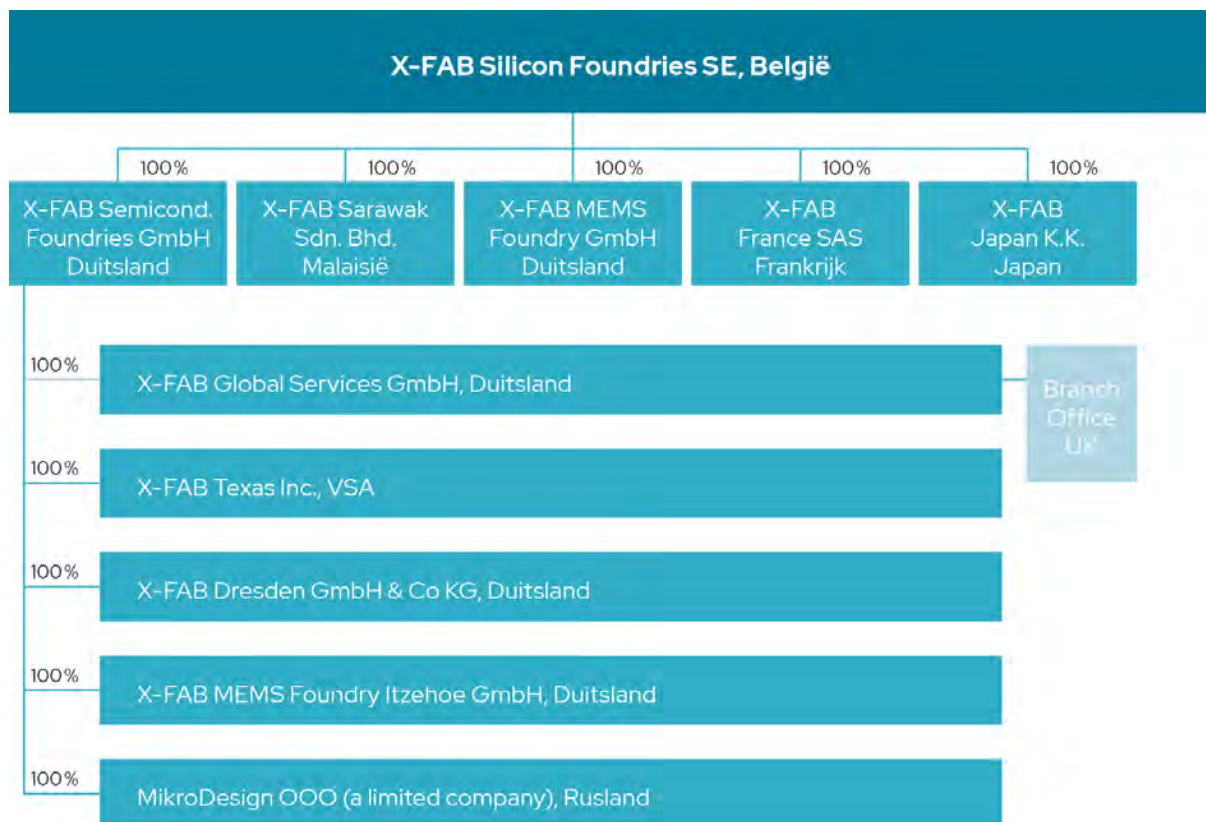 X-FAB Silicon Foundries SE, België
100%
100%
100%
100%
100%
X-FAB Semicond.
Foundries GmbH
Duitsland
X-FAB Sarawak
Sdn. Bhd.
Malaisië
X-FAB MEMS
Foundry GmbH
Duitsland
X-FAB
France SAS
Frankrijk
X-FAB
Japan K.K.
Japan
100%
X-FAB Global Services GmbH, Duitsland
Branch
Office
UK
100%
X-FAB Texas Inc., VSA
100%
X-FAB Dresden GmbH & Co KG, Duitsland
100%
X-FAB MEMS Foundry Itzehoe GmbH, Duitsland
100%
MikroDesign OOO (a limited company), Rusland